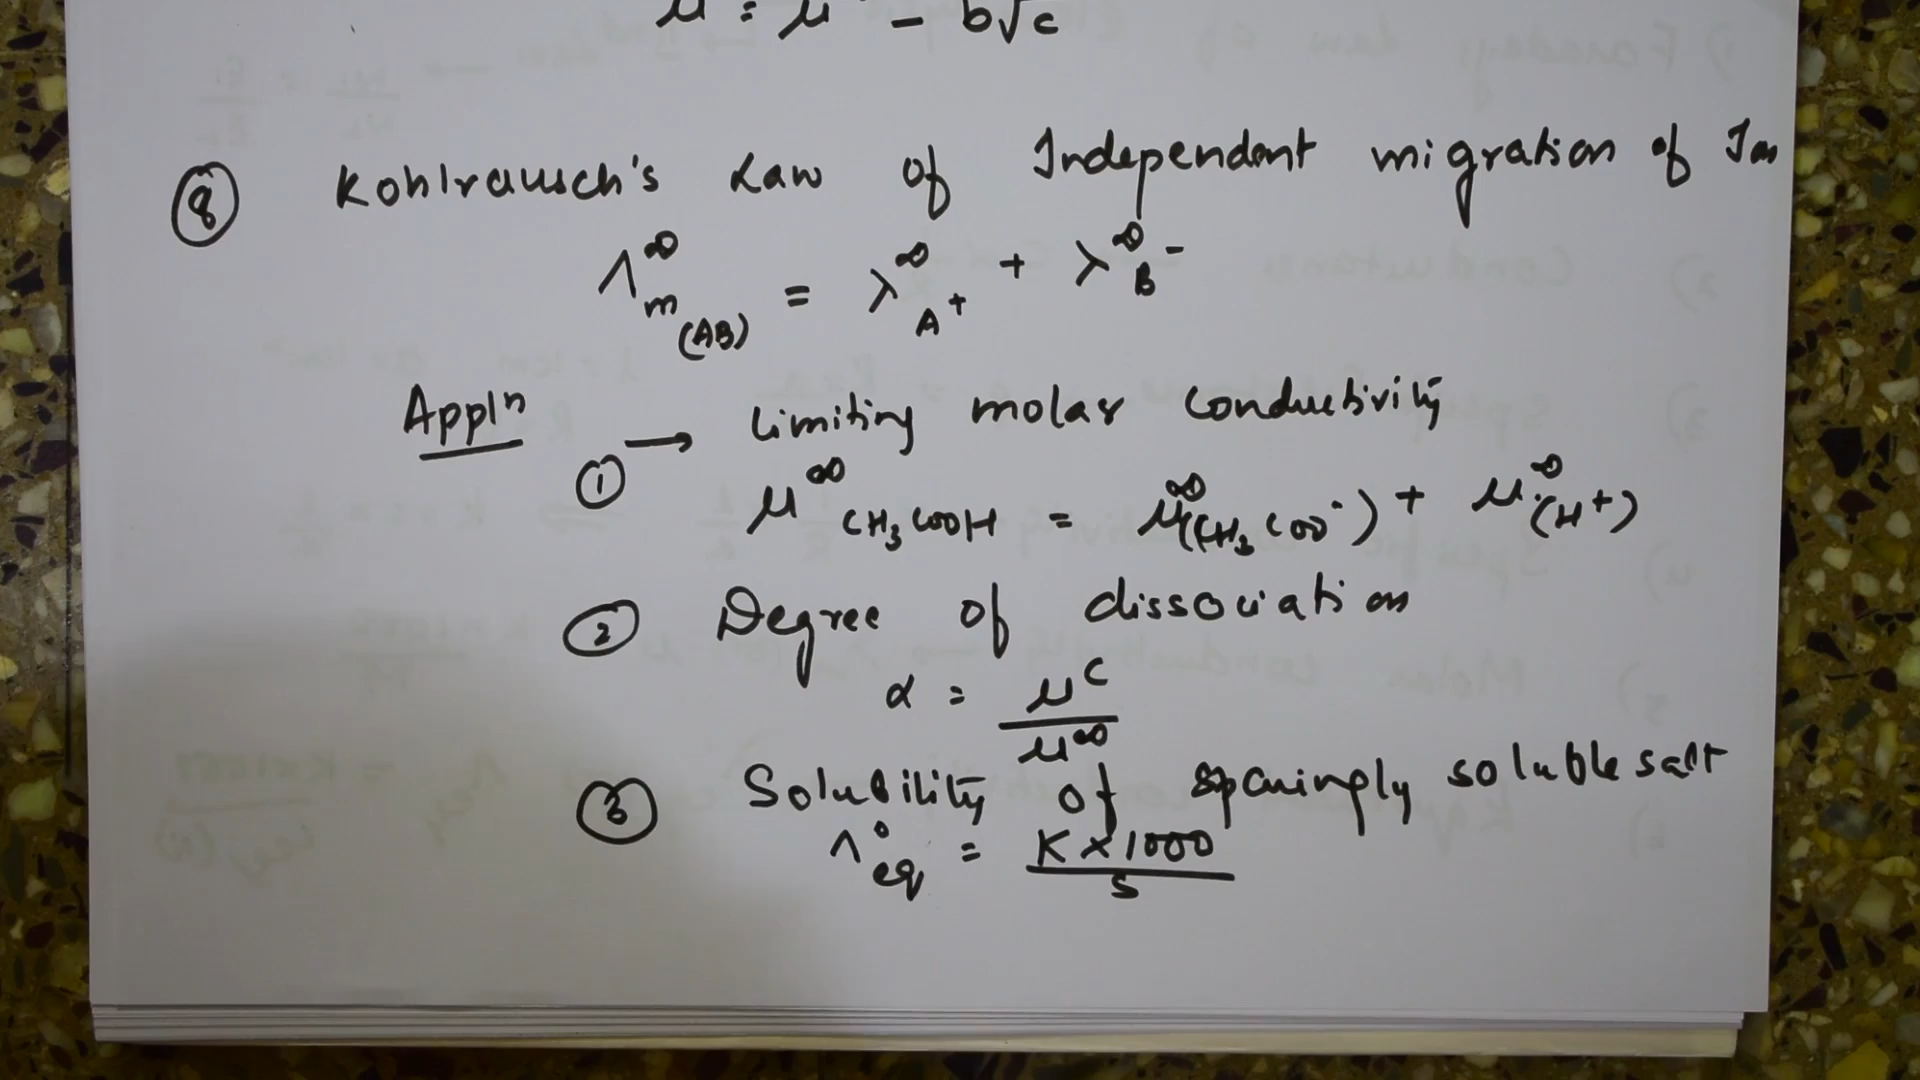 μ = μ - b√c
⑧ Kohlrausch's Law of Independent migration of Ion
Λ∞m(AB) = λ∞A+ + λ∞B-
Appln
① → Limiting molar conductivity
μ∞CH3COOH = μ∞(CH3COO-) + μ∞(H+)
② Degree of dissociation
α = μc / μ∞
③ Solubility of sparingly soluble salt
Λ°eq = K × 1000 / S